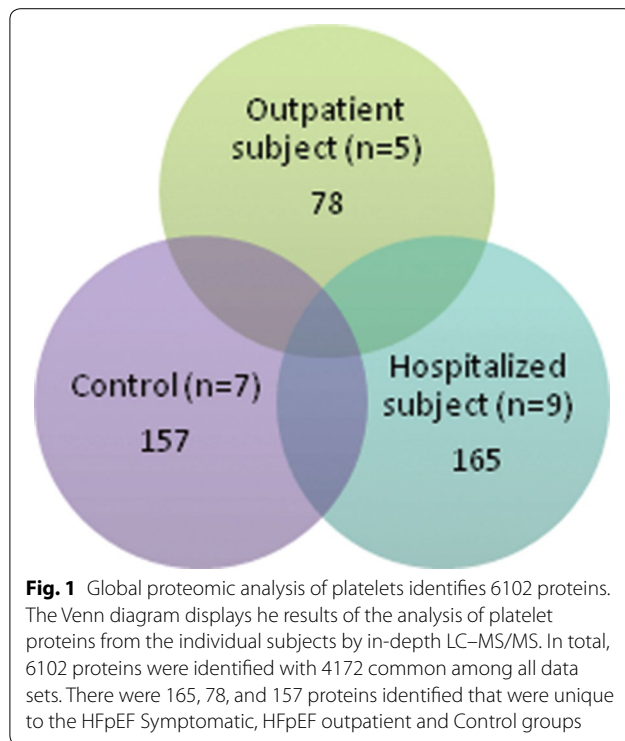 Outpatient
subject (n=5)
78
Control (n=7)
157
Hospitalized
subject (n=9)
165
Fig. 1 Global proteomic analysis of platelets identifies 6102 proteins.
The Venn diagram displays he results of the analysis of platelet
proteins from the individual subjects by in-depth LC–MS/MS. In total,
6102 proteins were identified with 4172 common among all data
sets. There were 165, 78, and 157 proteins identified that were unique
to the HFpEF Symptomatic, HFpEF outpatient and Control groups